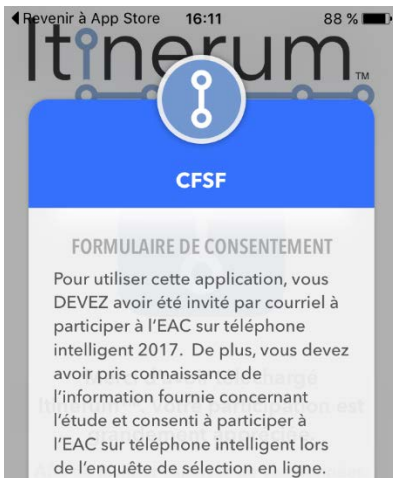 Revenir à App Store 16:11 88 %
Itinerum TM
CFSF
FORMULAIRE DE CONSENTEMENT
Pour utiliser cette application, vous
DEVEZ avoir été invité par courriel à
participer à l'EAC sur téléphone
intelligent 2017. De plus, vous devez
avoir pris connaissance de
l'information fournie concernant
l'étude et consenti à participer à
l'EAC sur téléphone intelligent lors
de l'enquête de sélection en ligne.